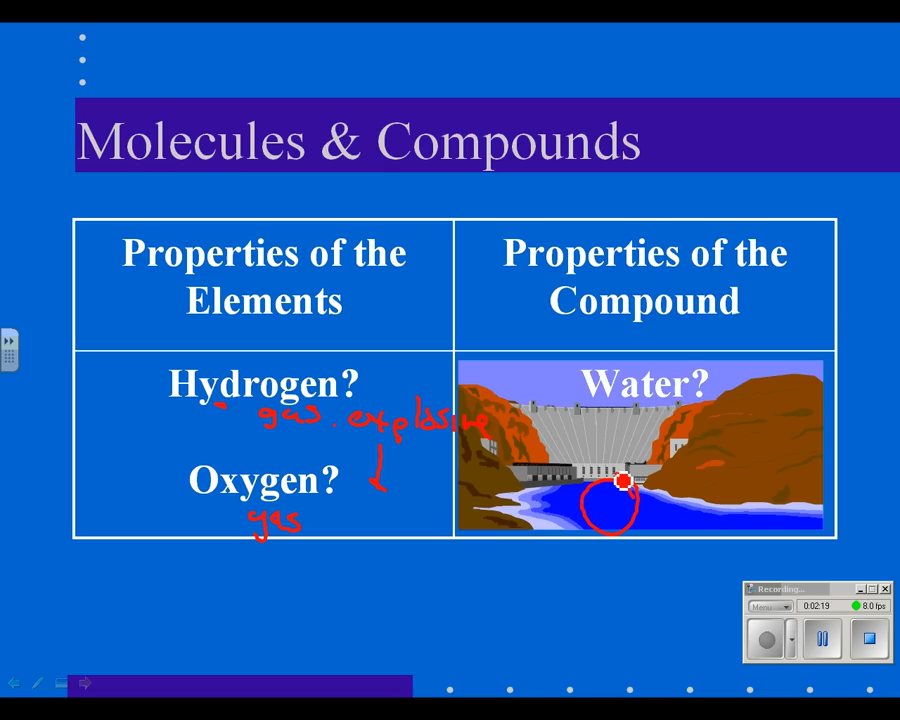 Molecules & Compounds
Properties of the
Elements
Properties of the
Compound
Hydrogen?
gas. explosive
Oxygen?
gas
Water?
Recording...
Menu
0:02:19
8.0 fps